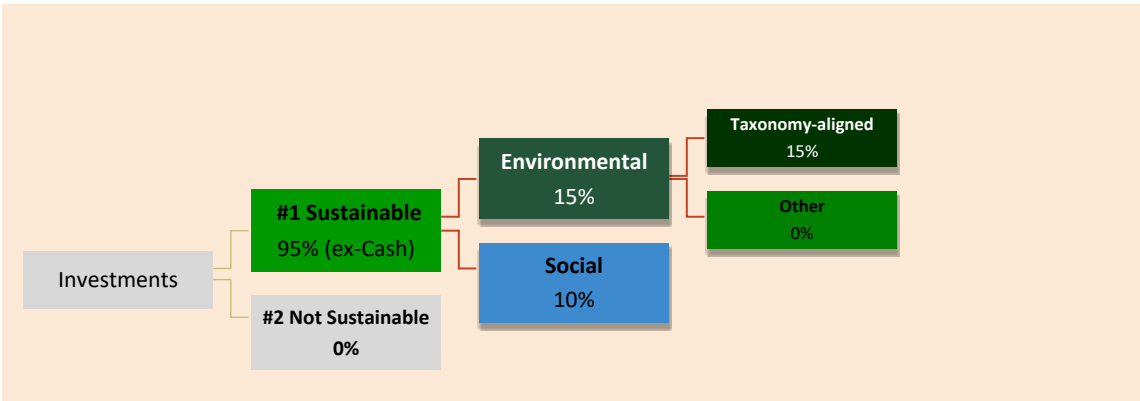 Investments
#1 Sustainable
95% (ex-Cash)
#2 Not Sustainable
0%
Environmental
15%
Social
10%
Taxonomy-aligned
15%
Other
0%